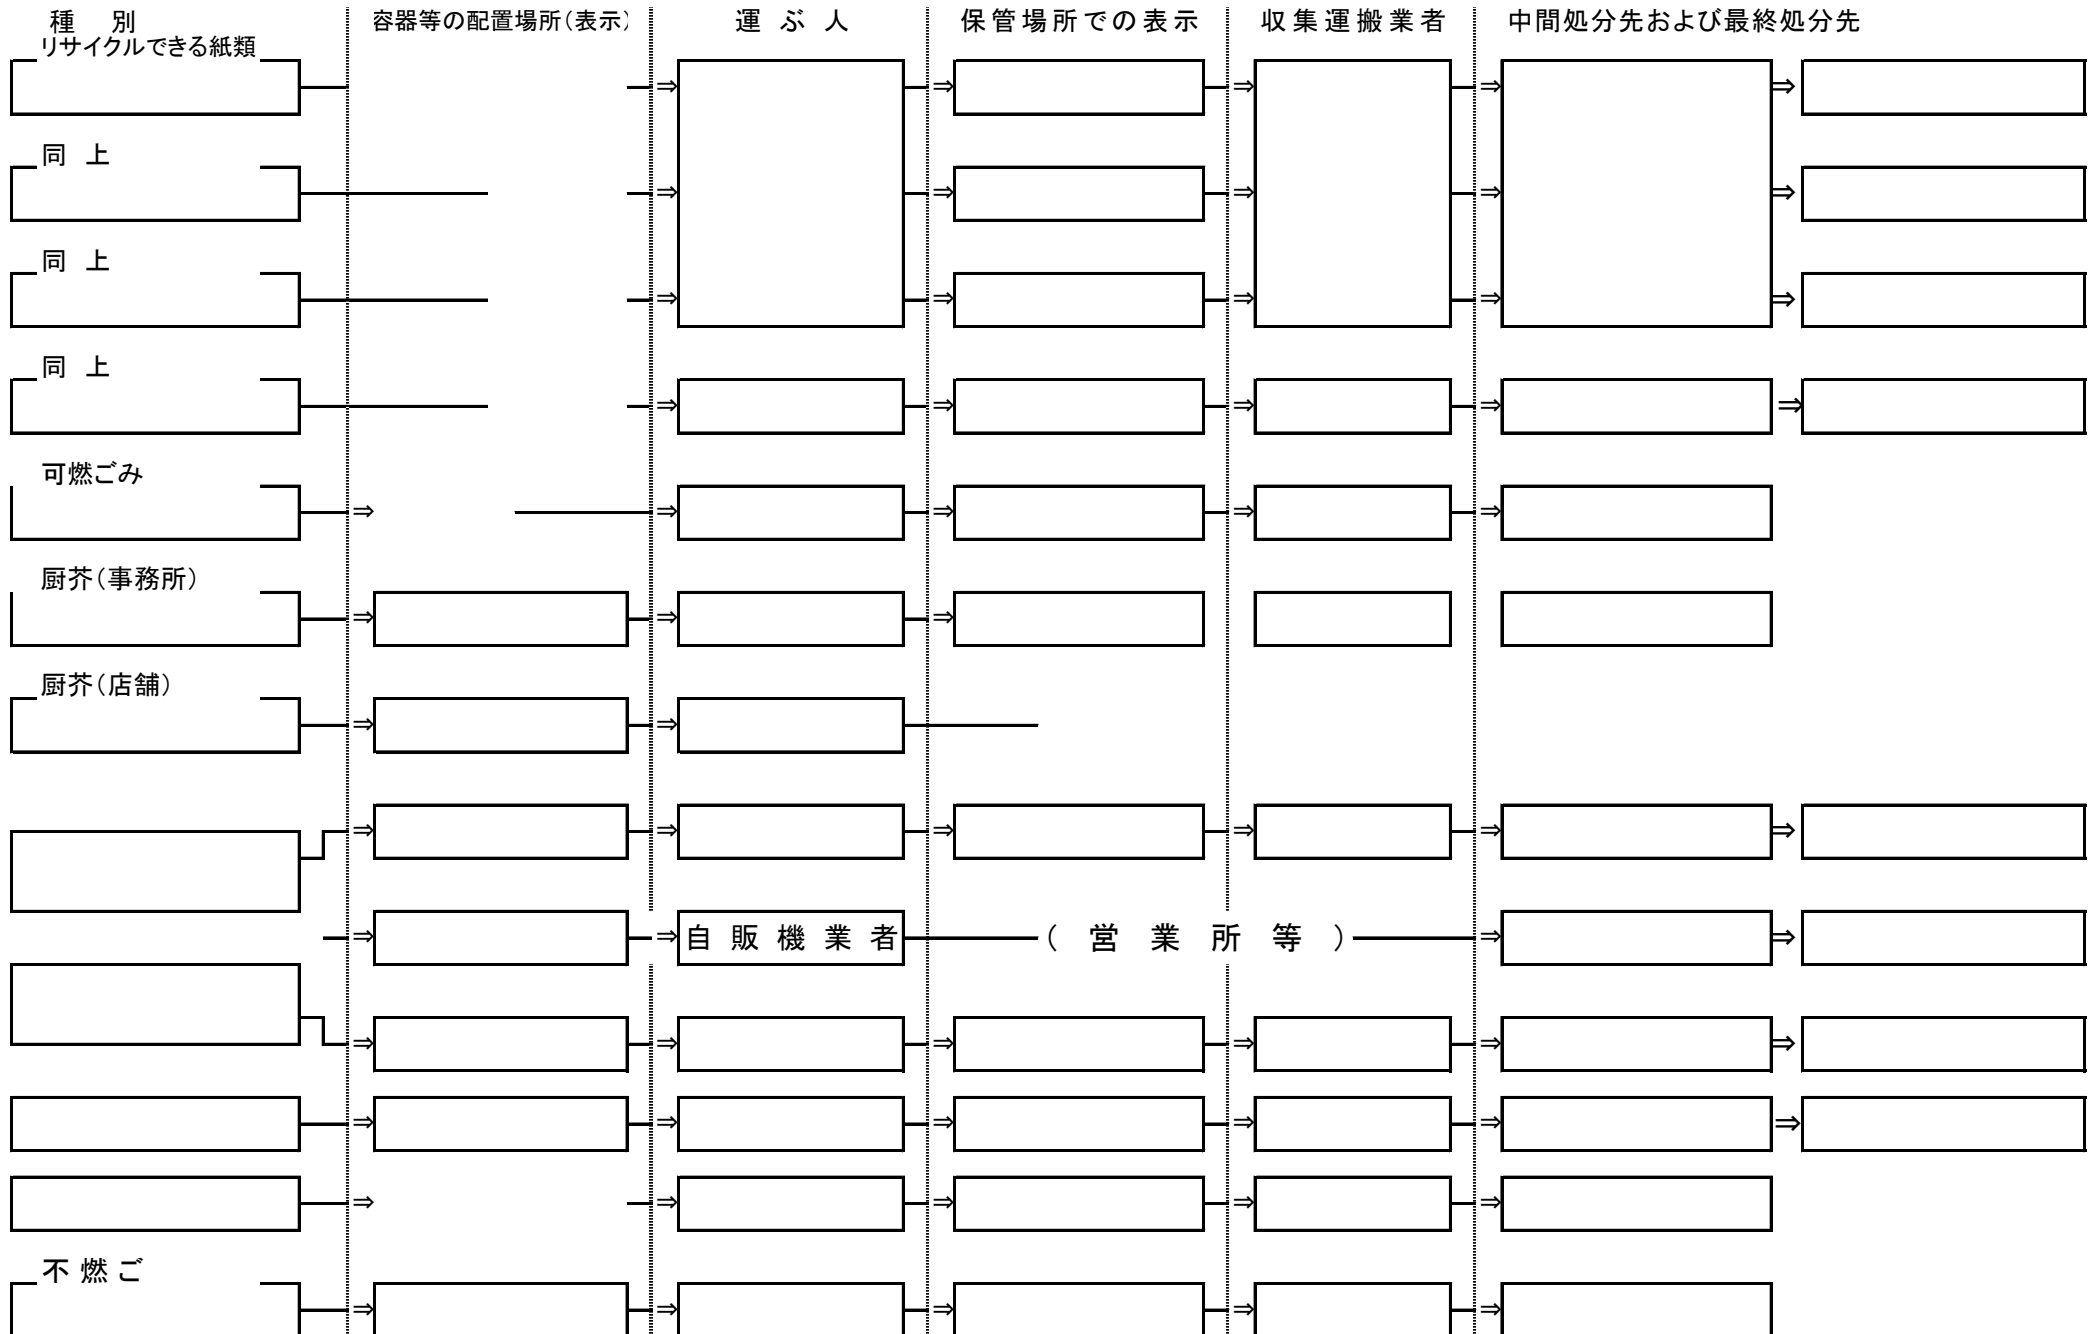 種 別 容器等の配置場所(表示) 運ぶ人 保管場所での表示 収集運搬業者 中間処分先および最終処分先
リサイクルできる紙類
同 上
同 上
同 上
可燃ごみ
厨芥(事務所)
厨芥(店舗)
自販機業者 (営業所等)
不燃ご